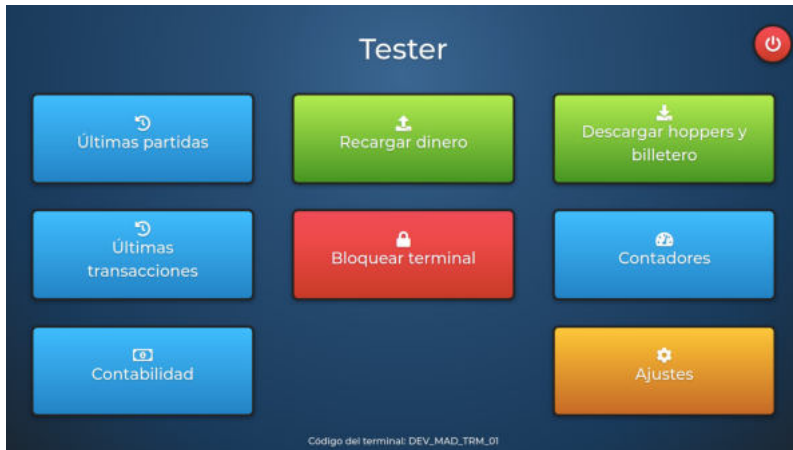 Tester
Últimas partidas
Recargar dinero
Descargar hoppers y
billetero
Últimas
transacciones
Bloquear terminal
Contadores
Contabilidad
Ajustes
Código del terminal: DEV_MAD_TRM_01